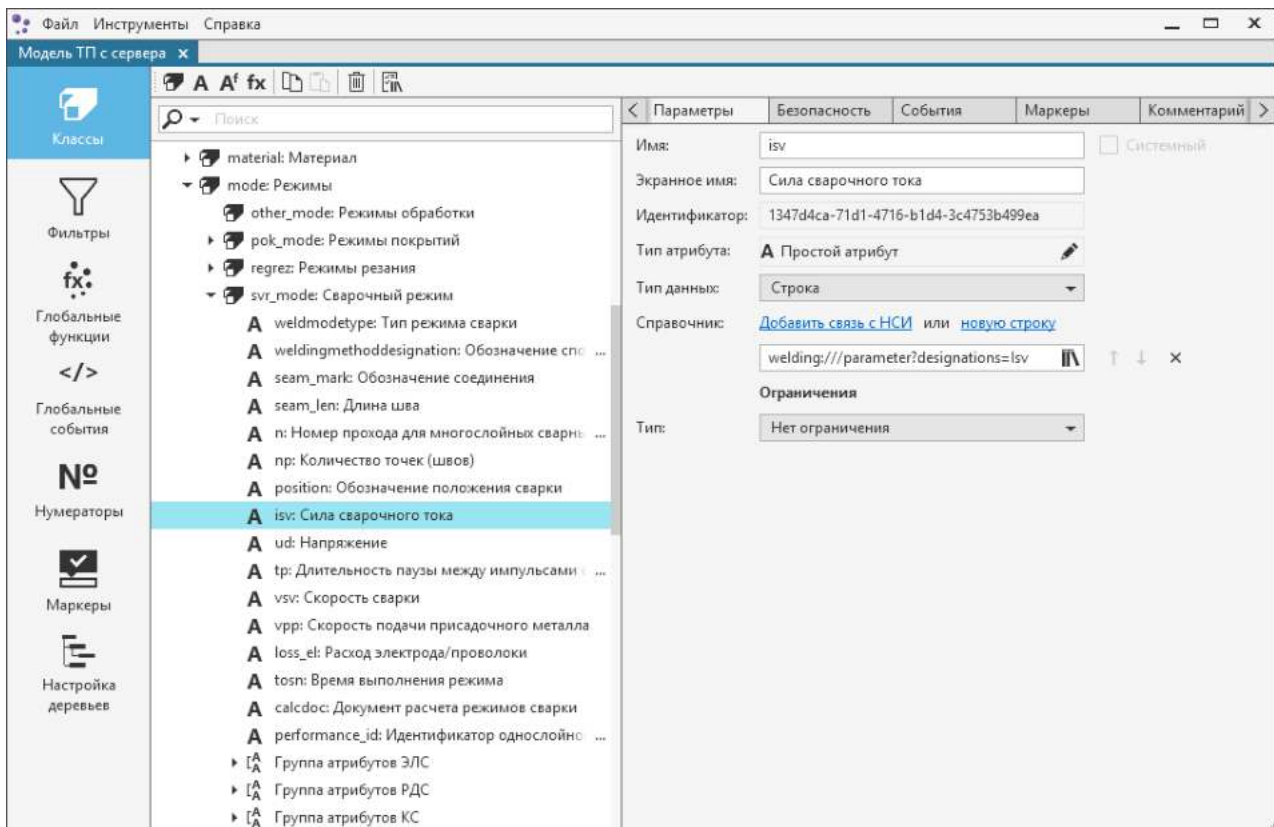 Файл Инструменты Справка
Модель ТП с сервера
Классы
Фильтры
Глобальные
функции
Глобальные
события
Нумераторы
Маркеры
Настройка
деревьев
Поиск
material: Материал
mode: Режимы
other_mode: Режимы обработки
pok_mode: Режимы покрытий
regrez: Режимы резания
svr_mode: Сварочный режим
weldmodetype: Тип режима сварки
weldingmethoddesignation: Обозначение спо ...
seam_mark: Обозначение соединения
seam_len: Длина шва
n: Номер прохода для многослойных сварны ...
np: Количество точек (швов)
position: Обозначение положения сварки
isv: Сила сварочного тока
ud: Напряжение
tp: Длительность паузы между импульсами ...
vsv: Скорость сварки
vpp: Скорость подачи присадочного металла
loss_el: Расход электрода/проволоки
tosn: Время выполнения режима
calcdoc: Документ расчета режимов сварки
performance_id: Идентификатор однослойно ...
Группа атрибутов ЭЛС
Группа атрибутов РДС
Группа атрибутов КС
Параметры Безопасность События Маркеры Комментарий
Имя: isv Системный
Экранное имя: Сила сварочного тока
Идентификатор: 1347d4ca-71d1-4716-b1d4-3c4753b499ea
Тип атрибута: A Простой атрибут
Тип данных: Строка
Справочник: Добавить связь с НСИ или новую строку
welding:///parameter?designations=Isv
Ограничения
Тип: Нет ограничения